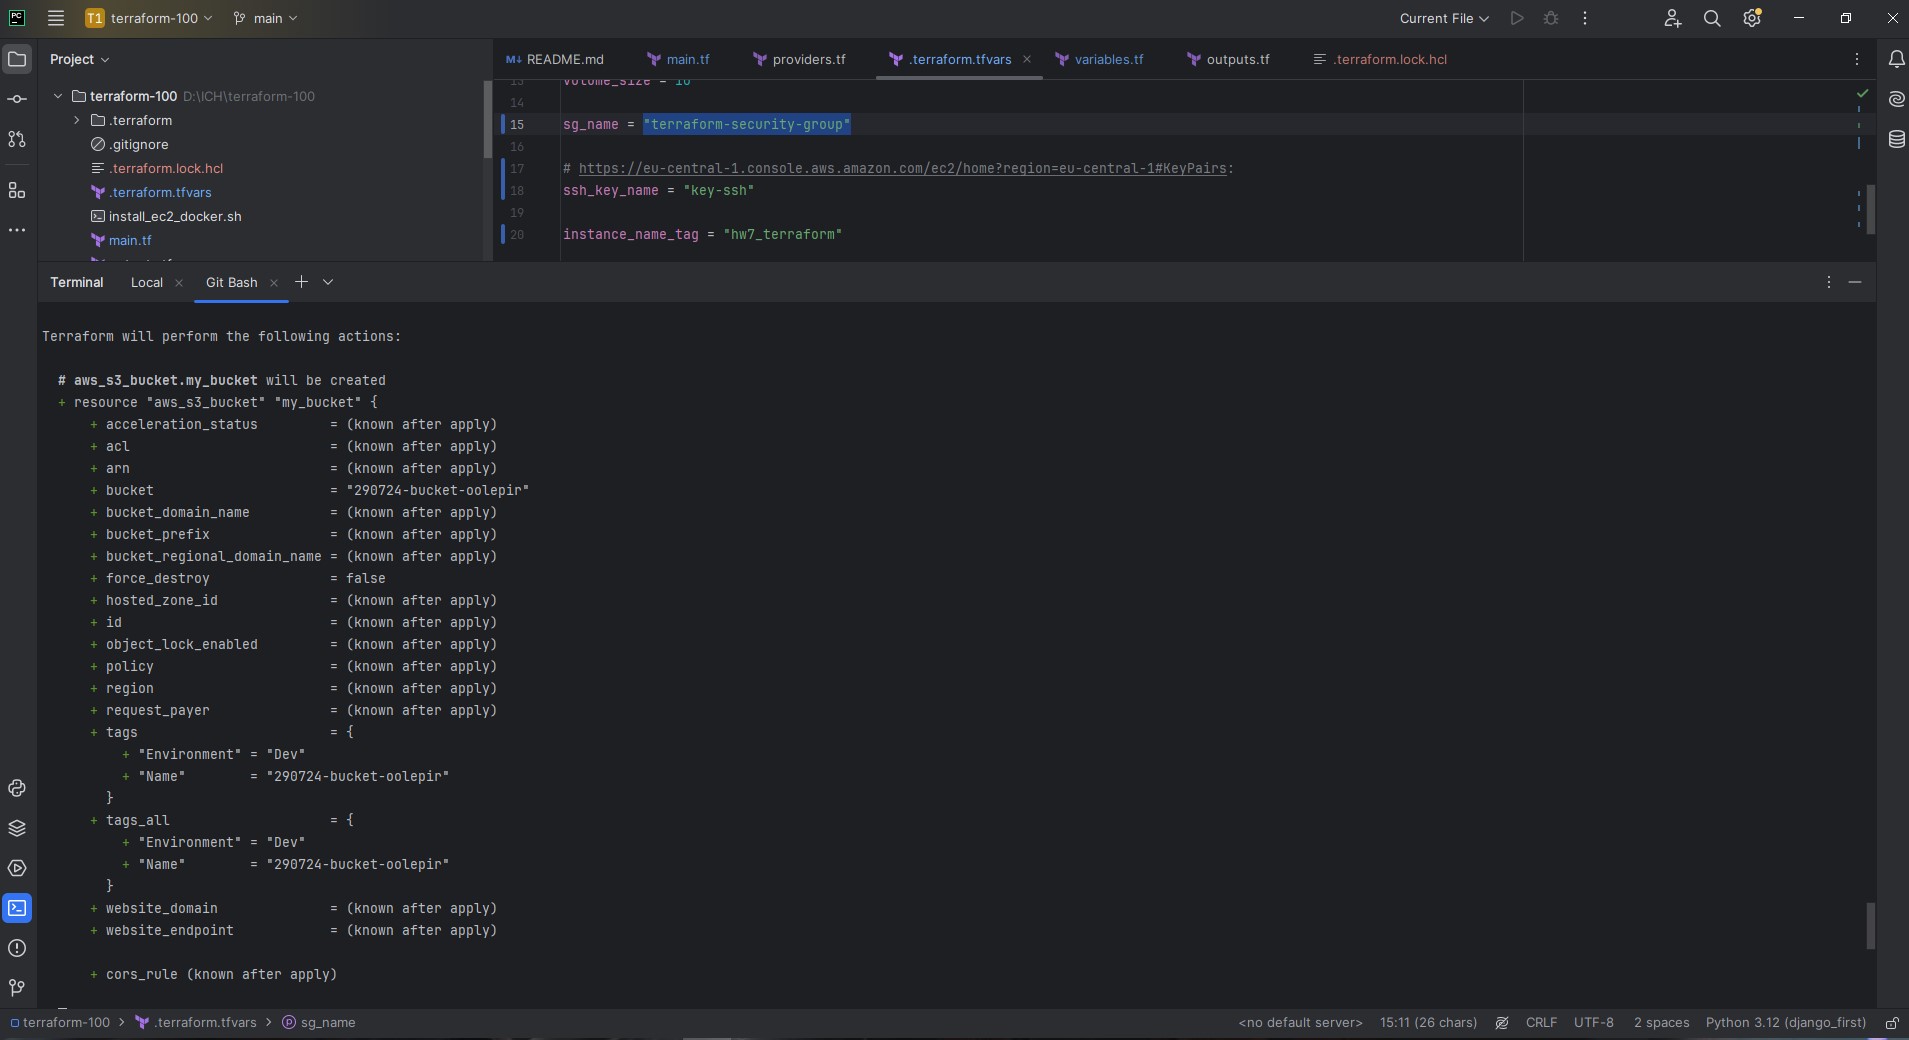 PC T1 terraform-100 main Current File
Project
README.md main.tf providers.tf .terraform.tfvars variables.tf outputs.tf .terraform.lock.hcl
terraform-100 D:\ICH\terraform-100
.terraform
.gitignore
.terraform.lock.hcl
.terraform.tfvars
install_ec2_docker.sh
main.tf
14
15 sg_name = "terraform-security-group"
16
17 # https://eu-central-1.console.aws.amazon.com/ec2/home?region=eu-central-1#KeyPairs:
18 ssh_key_name = "key-ssh"
19
20 instance_name_tag = "hw7_terraform"
Terminal Local Git Bash
Terraform will perform the following actions:
# aws_s3_bucket.my_bucket will be created
+ resource "aws_s3_bucket" "my_bucket" {
+ acceleration_status = (known after apply)
+ acl = (known after apply)
+ arn = (known after apply)
+ bucket = "290724-bucket-oolepir"
+ bucket_domain_name = (known after apply)
+ bucket_prefix = (known after apply)
+ bucket_regional_domain_name = (known after apply)
+ force_destroy = false
+ hosted_zone_id = (known after apply)
+ id = (known after apply)
+ object_lock_enabled = (known after apply)
+ policy = (known after apply)
+ region = (known after apply)
+ request_payer = (known after apply)
+ tags = {
+ "Environment" = "Dev"
+ "Name" = "290724-bucket-oolepir"
}
+ tags_all = {
+ "Environment" = "Dev"
+ "Name" = "290724-bucket-oolepir"
}
+ website_domain = (known after apply)
+ website_endpoint = (known after apply)
+ cors_rule (known after apply)
terraform-100 > .terraform.tfvars > sg_name <no default server> 15:11 (26 chars) CRLF UTF-8 2 spaces Python 3.12 (django_first)